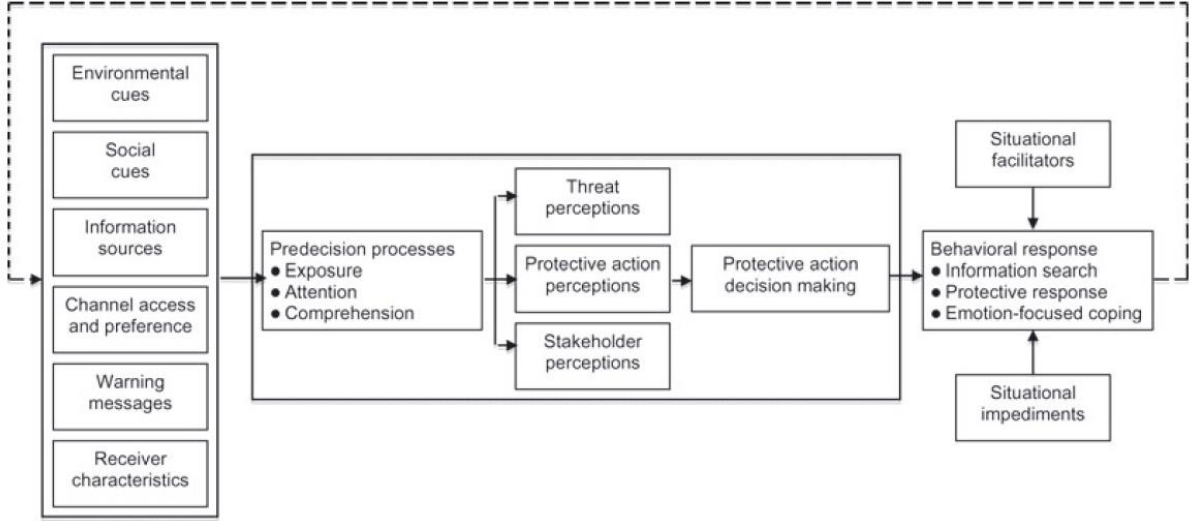 Environmental
cues
Social
cues
Information
sources
Channel access
and preference
Warning
messages
Receiver
characteristics
Predecision processes
● Exposure
● Attention
● Comprehension
Threat
perceptions
Protective action
perceptions
Stakeholder
perceptions
Protective action
decision making
Situational
facilitators
Behavioral response
● Information search
● Protective response
● Emotion-focused coping
Situational
impediments